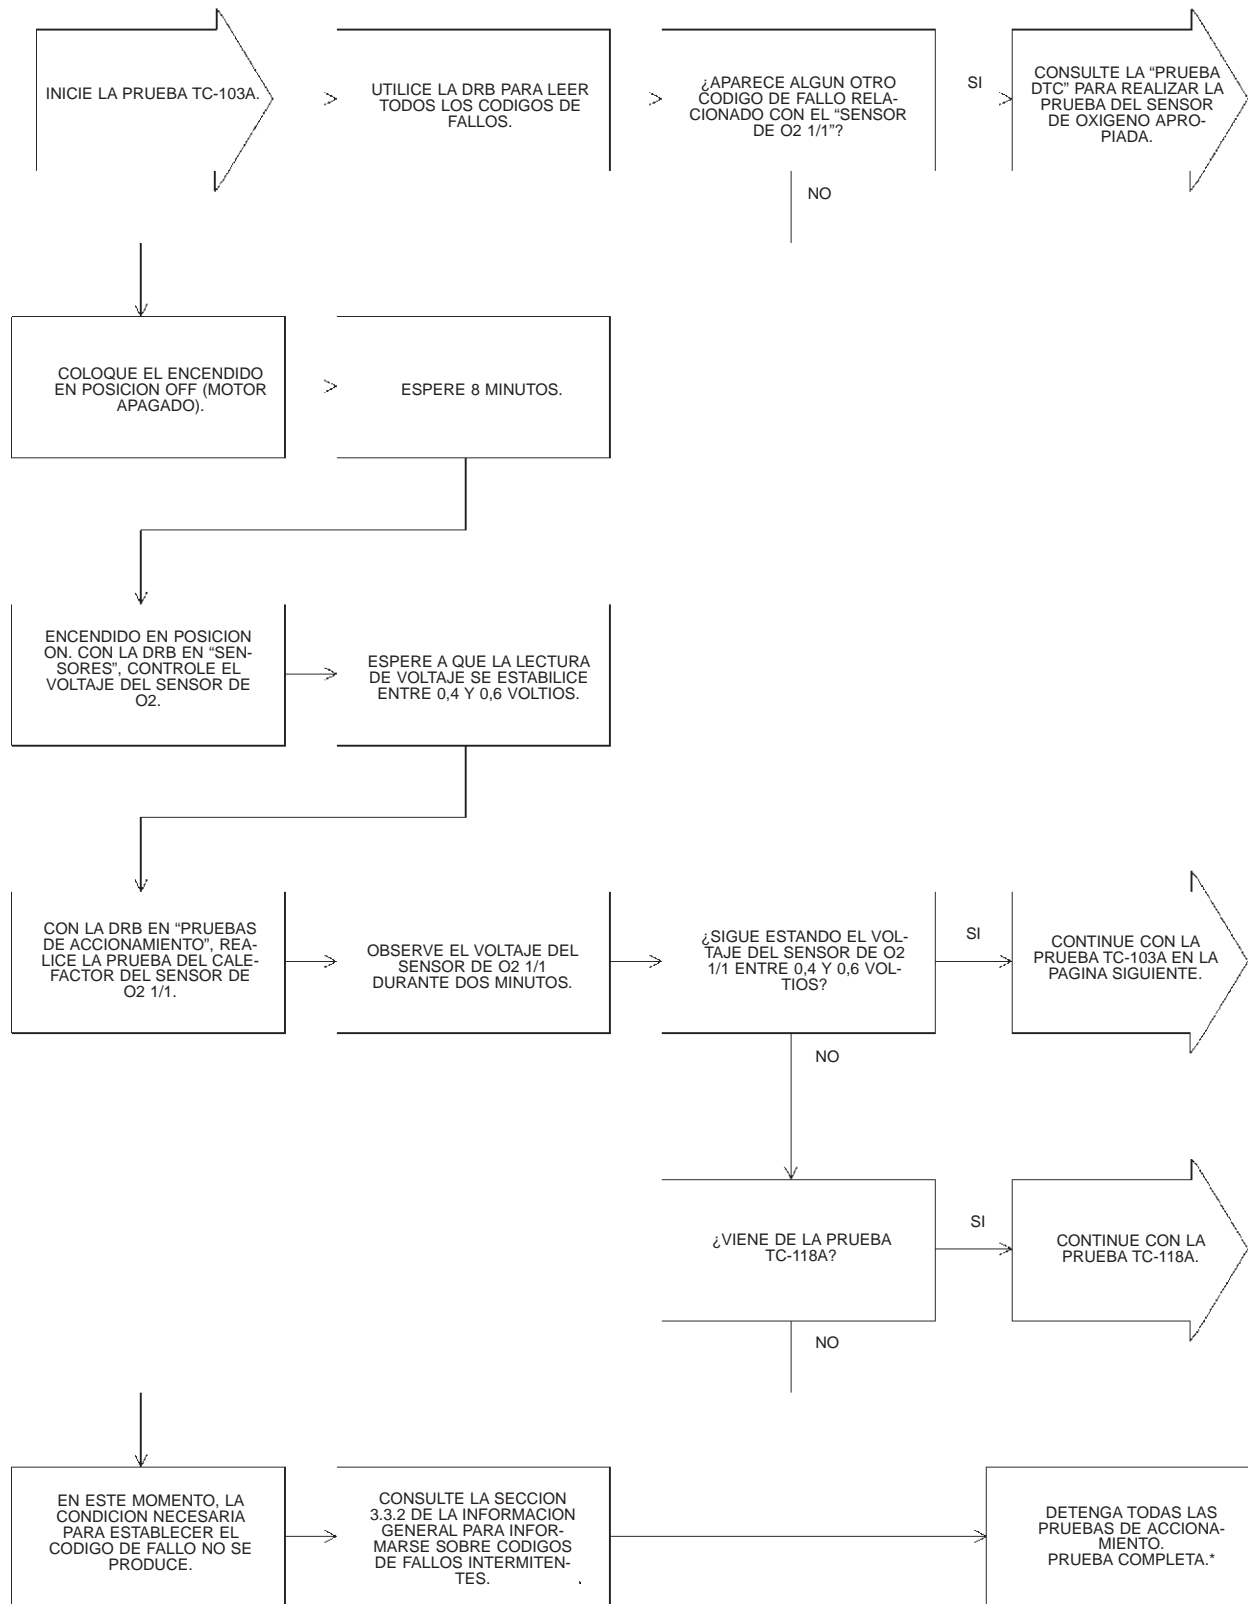 INICIE LA PRUEBA TC-103A.
UTILICE LA DRB PARA LEER
TODOS LOS CODIGOS DE
FALLOS.
¿APARECE ALGUN OTRO
CODIGO DE FALLO RELA-
CIONADO CON EL “SENSOR
DE O2 1/1”?
SI
CONSULTE LA “PRUEBA
DTC” PARA REALIZAR LA
PRUEBA DEL SENSOR
DE OXIGENO APRO-
PIADA.
NO
COLOQUE EL ENCENDIDO
EN POSICION OFF (MOTOR
APAGADO).
ESPERE 8 MINUTOS.
ENCENDIDO EN POSICION
ON. CON LA DRB EN “SEN-
SORES”, CONTROLE EL
VOLTAJE DEL SENSOR DE
O2.
ESPERE A QUE LA LECTURA
DE VOLTAJE SE ESTABILICE
ENTRE 0,4 Y 0,6 VOLTIOS.
CON LA DRB EN “PRUEBAS
DE ACCIONAMIENTO”, REA-
LICE LA PRUEBA DEL CALE-
FACTOR DEL SENSOR DE
O2 1/1.
OBSERVE EL VOLTAJE DEL
SENSOR DE O2 1/1
DURANTE DOS MINUTOS.
¿SIGUE ESTANDO EL VOL-
TAJE DEL SENSOR DE O2
1/1 ENTRE 0,4 Y 0,6 VOL-
TIOS?
SI
CONTINUE CON LA
PRUEBA TC-103A EN LA
PAGINA SIGUIENTE.
NO
¿VIENE DE LA PRUEBA
TC-118A?
SI
CONTINUE CON LA
PRUEBA TC-118A.
NO
EN ESTE MOMENTO, LA
CONDICION NECESARIA
PARA ESTABLECER EL
CODIGO DE FALLO NO SE
PRODUCE.
CONSULTE LA SECCION
3.3.2 DE LA INFORMACION
GENERAL PARA INFOR-
MARSE SOBRE CODIGOS
DE FALLOS INTERMITEN-
TES.
DETENGA TODAS LAS
PRUEBAS DE ACCIONA-
MIENTO.
PRUEBA COMPLETA.*